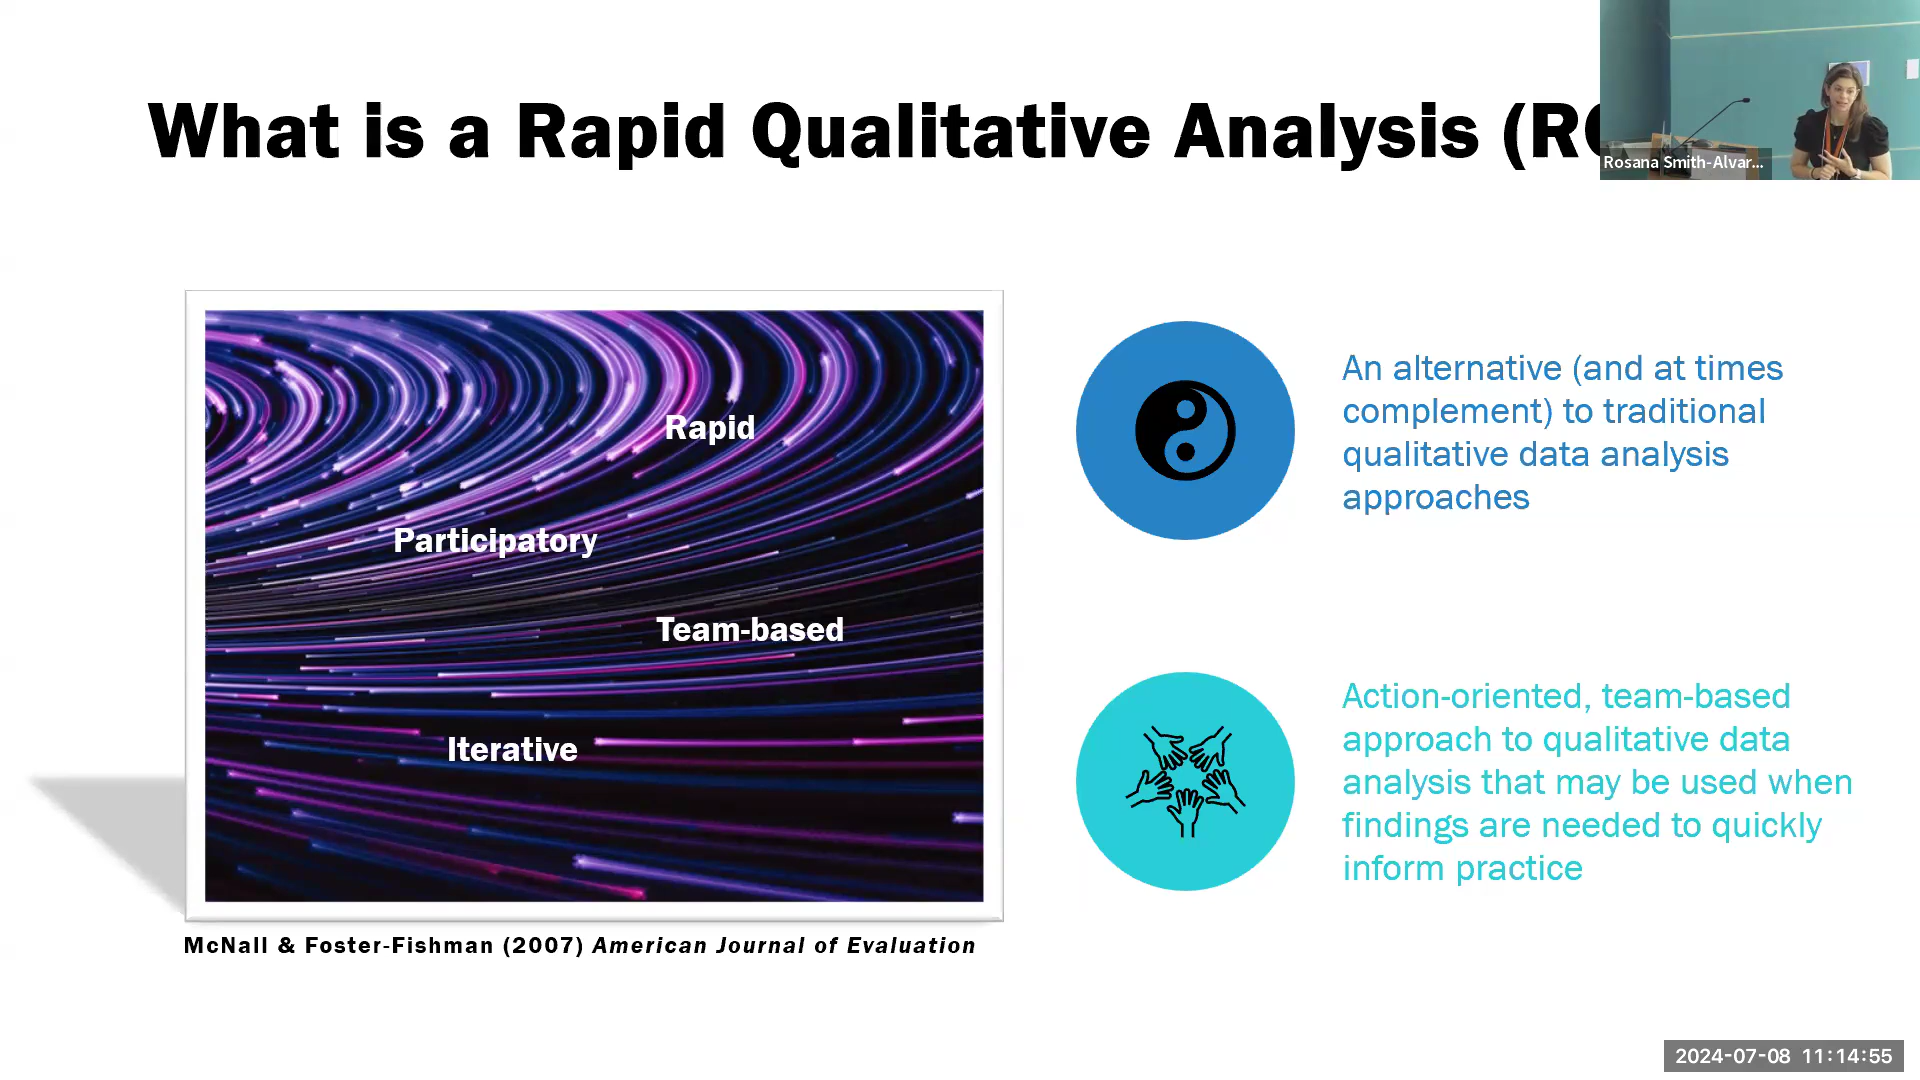 What is a Rapid Qualitative Analysis (R
Rosana Smith-Alvar...
Rapid
Participatory
Team-based
Iterative
McNall & Foster-Fishman (2007) American Journal of Evaluation
An alternative (and at times
complement) to traditional
qualitative data analysis
approaches
Action-oriented, team-based
approach to qualitative data
analysis that may be used when
findings are needed to quickly
inform practice
2024-07-08 11:14:55